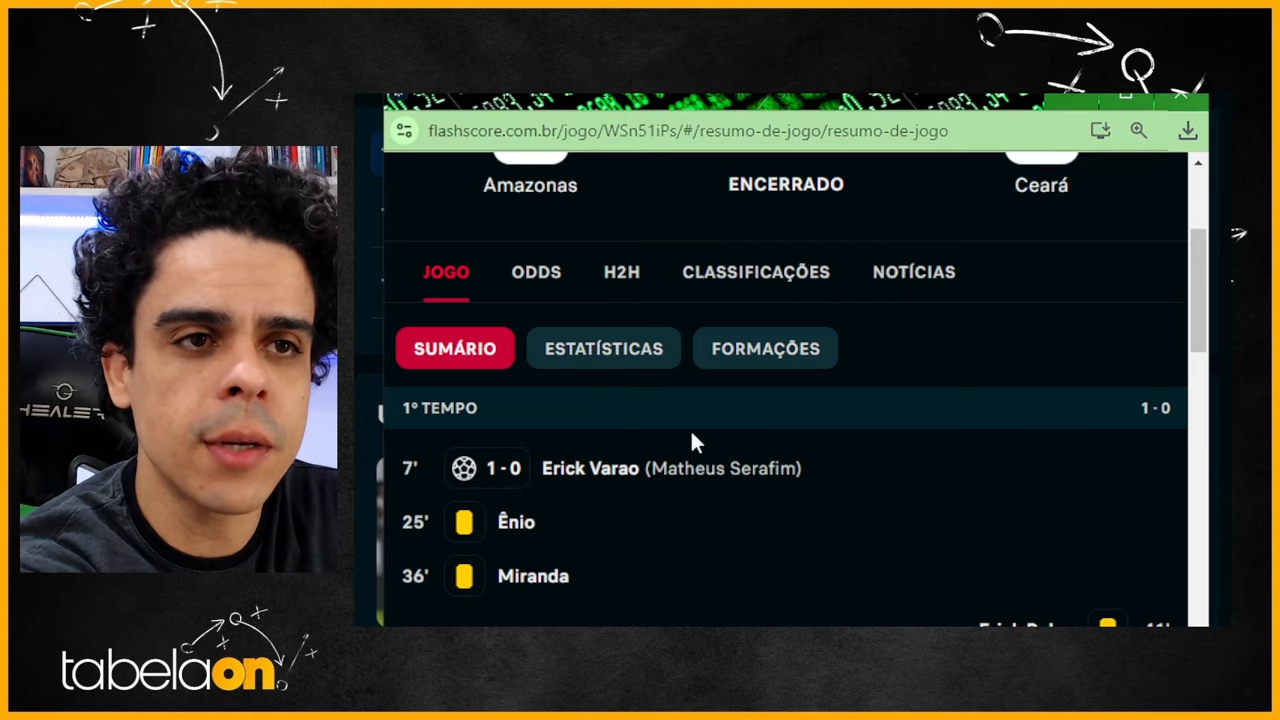 flashscore.com.br/jogo/WSn51iPs/#/resumo-de-jogo/resumo-de-jogo
Amazonas ENCERRADO Ceará
JOGO ODDS H2H CLASSIFICAÇÕES NOTÍCIAS
SUMÁRIO ESTATÍSTICAS FORMAÇÕES
1º TEMPO 1 - 0
7' 1 - 0 Erick Varao (Matheus Serafim)
25' Ênio
36' Miranda
HEALER
tabelaon